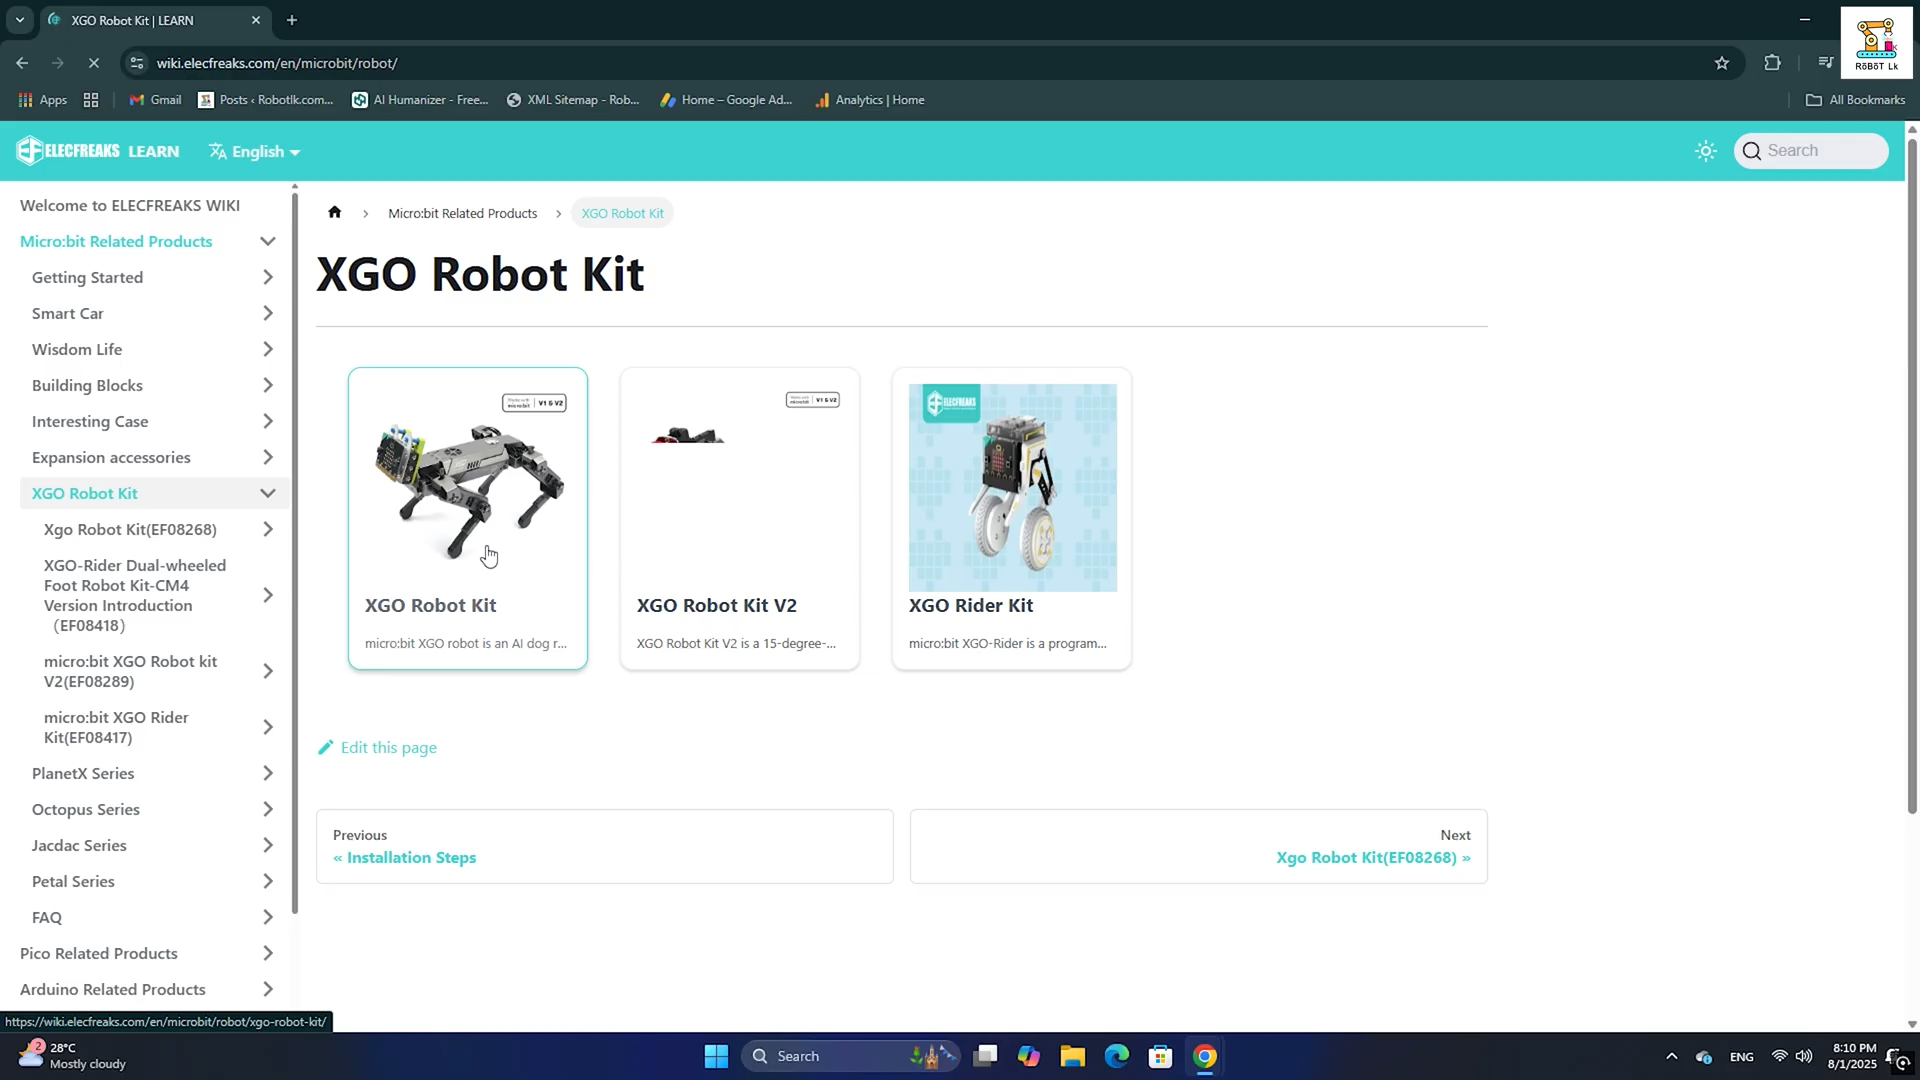 XGO Robot Kit | LEARN
RōBōT Lk
wiki.elecfreaks.com/en/microbit/robot/
Apps
Gmail
Posts ‹ Robotlk.com...
AI Humanizer - Free...
XML Sitemap - Rob...
Home – Google Ad...
Analytics | Home
All Bookmarks
ELECFREAKS LEARN
English
Search
Welcome to ELECFREAKS WIKI
Micro:bit Related Products
Getting Started
Smart Car
Wisdom Life
Building Blocks
Interesting Case
Expansion accessories
XGO Robot Kit
Xgo Robot Kit(EF08268)
XGO-Rider Dual-wheeled
Foot Robot Kit-CM4
Version Introduction
（EF08418）
micro:bit XGO Robot kit
V2(EF08289)
micro:bit XGO Rider
Kit(EF08417)
PlanetX Series
Octopus Series
Jacdac Series
Petal Series
FAQ
Pico Related Products
Arduino Related Products
Micro:bit Related Products
XGO Robot Kit
XGO Robot Kit
V1 & V2
XGO Robot Kit
micro:bit XGO robot is an AI dog r...
V1 & V2
XGO Robot Kit V2
XGO Robot Kit V2 is a 15-degree-...
ELECFREAKS
XGO Rider Kit
micro:bit XGO-Rider is a program...
Edit this page
Previous
« Installation Steps
Next
Xgo Robot Kit(EF08268) »
https://wiki.elecfreaks.com/en/microbit/robot/xgo-robot-kit/
2
28°C
Mostly cloudy
Search
ENG
8:10 PM
8/1/2025